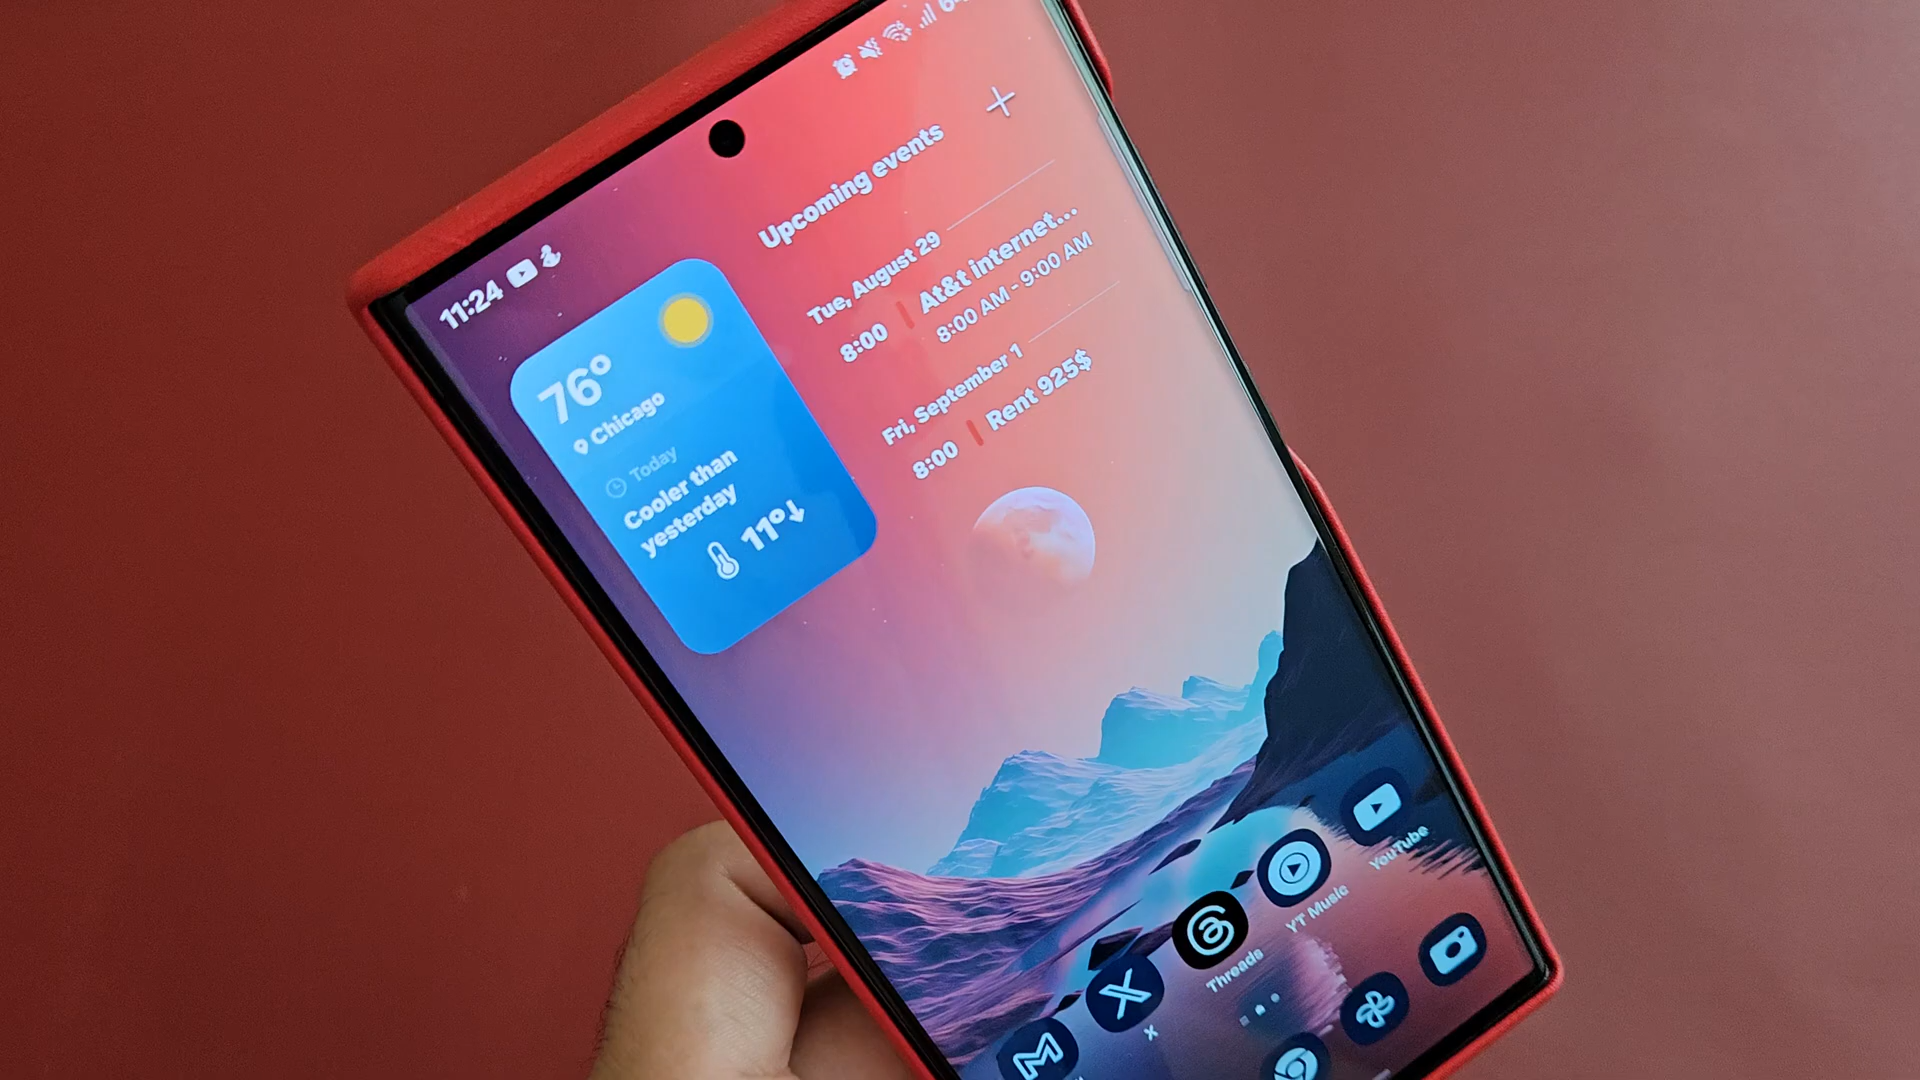 11:24
76°
Chicago
Today
Cooler than
yesterday
11°↓
Upcoming events
+
Tue, August 29
8:00
At&t internet...
8:00 AM - 9:00 AM
Fri, September 1
8:00
Rent 925$
X
Threads
YT Music
YouTube